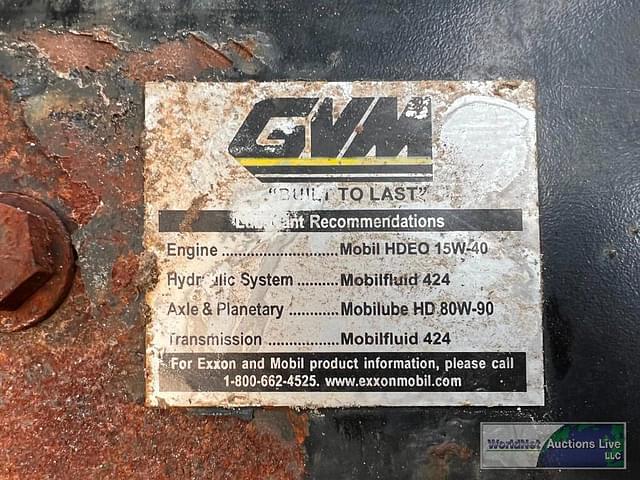 GVM
"BUILT TO LAST"
Lubricant Recommendations
Engine ........................... Mobil HDEO 15W-40
Hydraulic System .......... Mobilfluid 424
Axle & Planetary ............ Mobilube HD 80W-90
Transmission .................. Mobilfluid 424
For Exxon and Mobil product information, please call
1-800-662-4525. www.exxonmobil.com
WorldNet Auctions Live
LLC